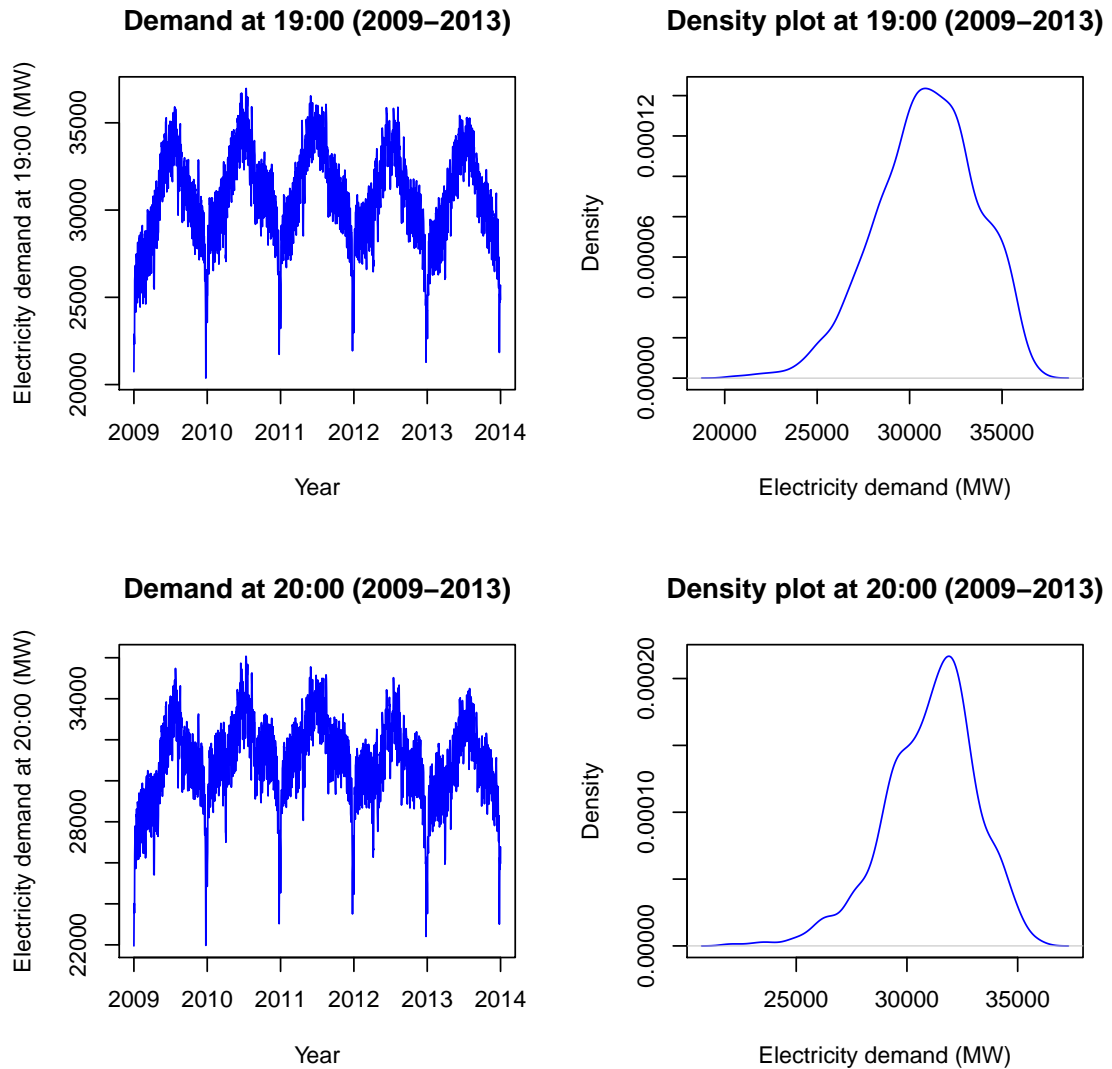 Demand at 19:00 (2009−2013)
Electricity demand at 19:00 (MW)
20000 25000 30000 35000
2009 2010 2011 2012 2013 2014
Year
Density plot at 19:00 (2009−2013)
Density
0.00000 0.00006 0.00012
20000 25000 30000 35000
Electricity demand (MW)
Demand at 20:00 (2009−2013)
Electricity demand at 20:00 (MW)
22000 28000 34000
2009 2010 2011 2012 2013 2014
Year
Density plot at 20:00 (2009−2013)
Density
0.00000 0.00010 0.00020
25000 30000 35000
Electricity demand (MW)